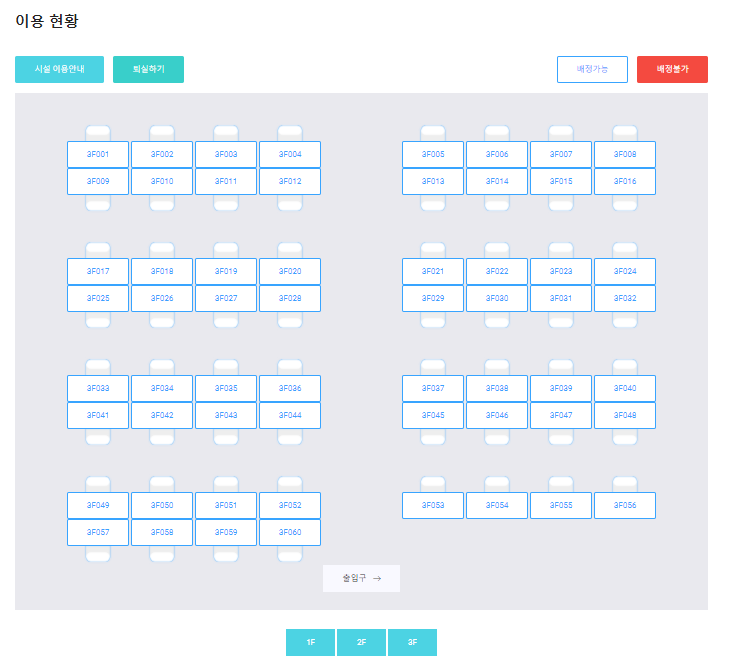 이용 현황
시설 이용안내 퇴실하기 배정가능 배정불가
3F001 3F002 3F003 3F004 3F005 3F006 3F007 3F008
3F009 3F010 3F011 3F012 3F013 3F014 3F015 3F016
3F017 3F018 3F019 3F020 3F021 3F022 3F023 3F024
3F025 3F026 3F027 3F028 3F029 3F030 3F031 3F032
3F033 3F034 3F035 3F036 3F037 3F038 3F039 3F040
3F041 3F042 3F043 3F044 3F045 3F046 3F047 3F048
3F049 3F050 3F051 3F052 3F053 3F054 3F055 3F056
3F057 3F058 3F059 3F060
출입구 →
1F 2F 3F